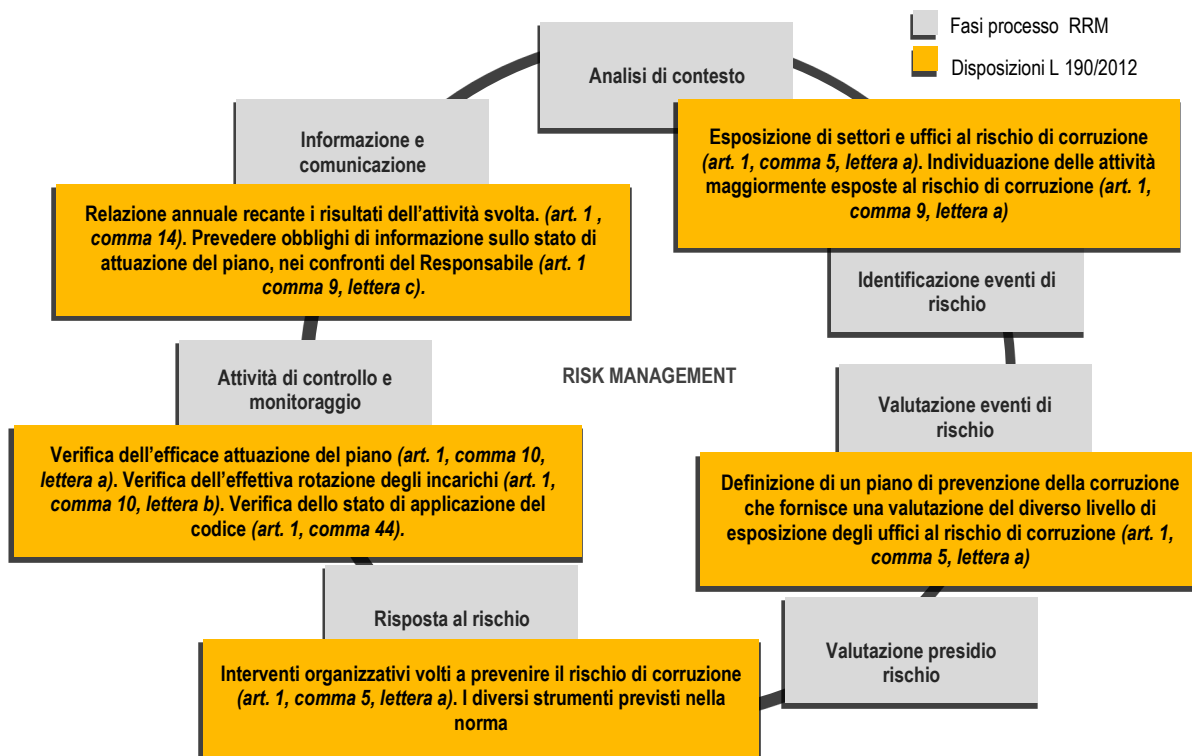 Fasi processo RRM
Disposizioni L 190/2012
Analisi di contesto
Esposizione di settori e uffici al rischio di corruzione
(art. 1, comma 5, lettera a). Individuazione delle attività
maggiormente esposte al rischio di corruzione (art. 1,
comma 9, lettera a)
Identificazione eventi di
rischio
Valutazione eventi di
rischio
Definizione di un piano di prevenzione della corruzione
che fornisce una valutazione del diverso livello di
esposizione degli uffici al rischio di corruzione (art. 1,
comma 5, lettera a)
Valutazione presidio
rischio
Risposta al rischio
Interventi organizzativi volti a prevenire il rischio di corruzione
(art. 1, comma 5, lettera a). I diversi strumenti previsti nella
norma
Attività di controllo e
monitoraggio
Verifica dell'efficace attuazione del piano (art. 1, comma 10,
lettera a). Verifica dell'effettiva rotazione degli incarichi (art. 1,
comma 10, lettera b). Verifica dello stato di applicazione del
codice (art. 1, comma 44).
Informazione e
comunicazione
Relazione annuale recante i risultati dell'attività svolta. (art. 1 ,
comma 14). Prevedere obblighi di informazione sullo stato di
attuazione del piano, nei confronti del Responsabile (art. 1
comma 9, lettera c).
RISK MANAGEMENT